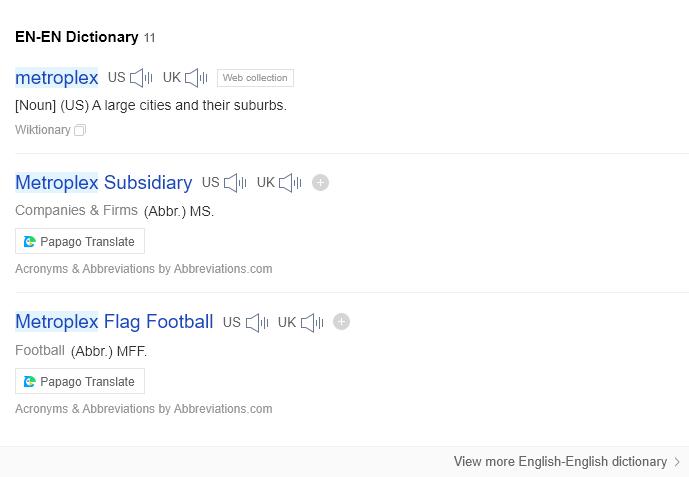 EN-EN Dictionary 11
metroplex US UK Web collection
[Noun] (US) A large cities and their suburbs.
Wiktionary
Metroplex Subsidiary US UK
Companies & Firms (Abbr.) MS.
Papago Translate
Acronyms & Abbreviations by Abbreviations.com
Metroplex Flag Football US UK
Football (Abbr.) MFF.
Papago Translate
Acronyms & Abbreviations by Abbreviations.com
View more English-English dictionary